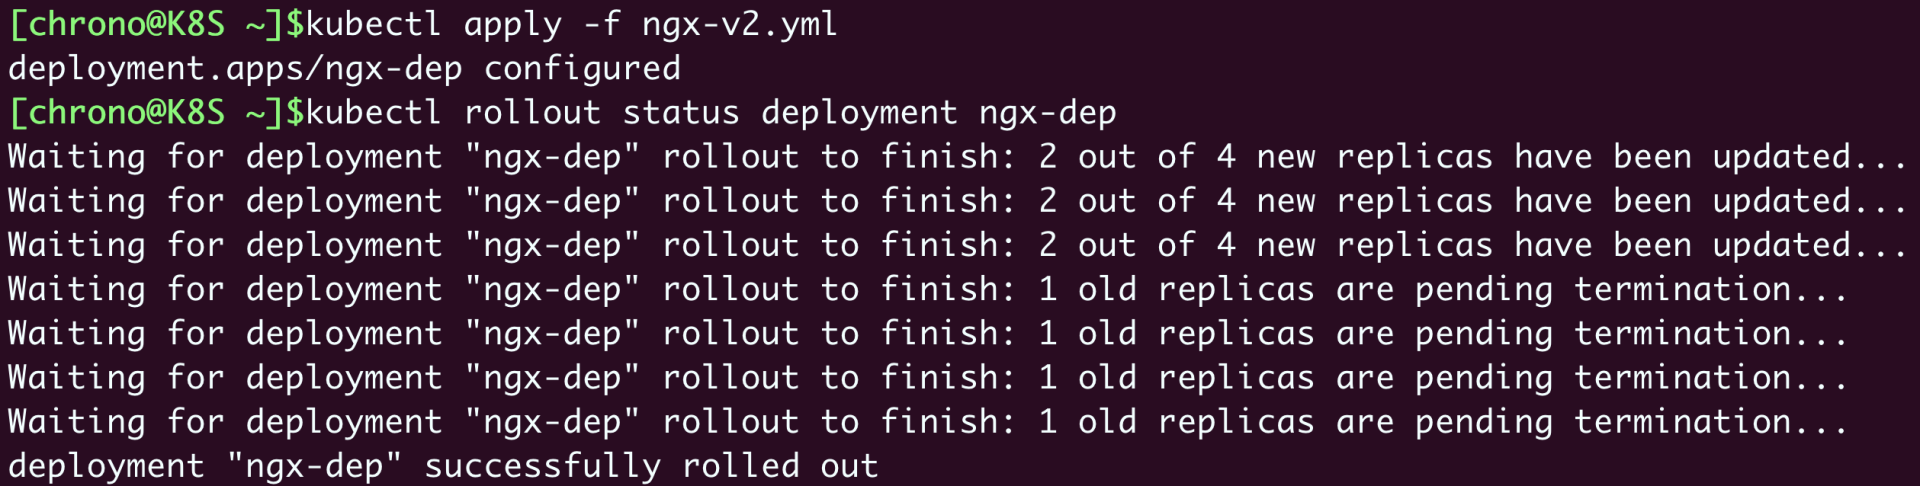 [chrono@K8S ~]$kubectl apply -f ngx-v2.yml
deployment.apps/ngx-dep configured
[chrono@K8S ~]$kubectl rollout status deployment ngx-dep
Waiting for deployment "ngx-dep" rollout to finish: 2 out of 4 new replicas have been updated...
Waiting for deployment "ngx-dep" rollout to finish: 2 out of 4 new replicas have been updated...
Waiting for deployment "ngx-dep" rollout to finish: 2 out of 4 new replicas have been updated...
Waiting for deployment "ngx-dep" rollout to finish: 1 old replicas are pending termination...
Waiting for deployment "ngx-dep" rollout to finish: 1 old replicas are pending termination...
Waiting for deployment "ngx-dep" rollout to finish: 1 old replicas are pending termination...
Waiting for deployment "ngx-dep" rollout to finish: 1 old replicas are pending termination...
deployment "ngx-dep" successfully rolled out